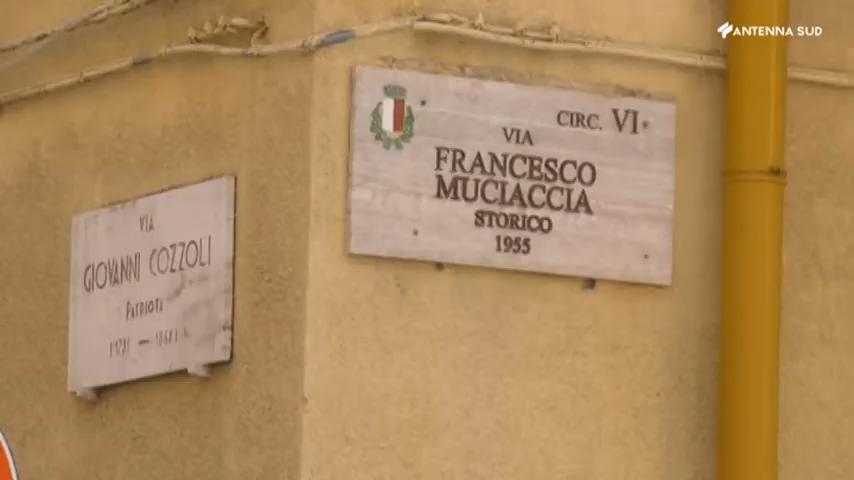 ANTENNA SUD
CIRC. VI
VIA
FRANCESCO
MUCIACCIA
STORICO
1955
VIA
GIOVANNI COZZOLI
PATRIOTA